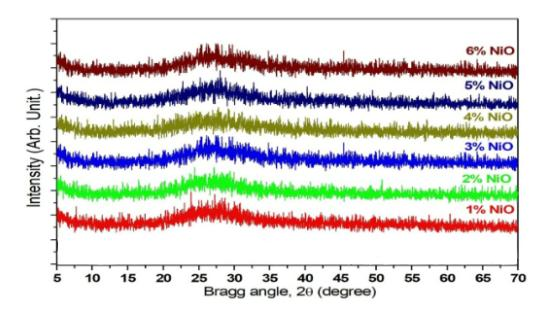 Intensity (Arb. Unit.)
6% NiO
5% NiO
4% NiO
3% NiO
2% NiO
1% NiO
5 10 15 20 25 30 35 40 45 50 55 60 65 70
Bragg angle, 2θ (degree)